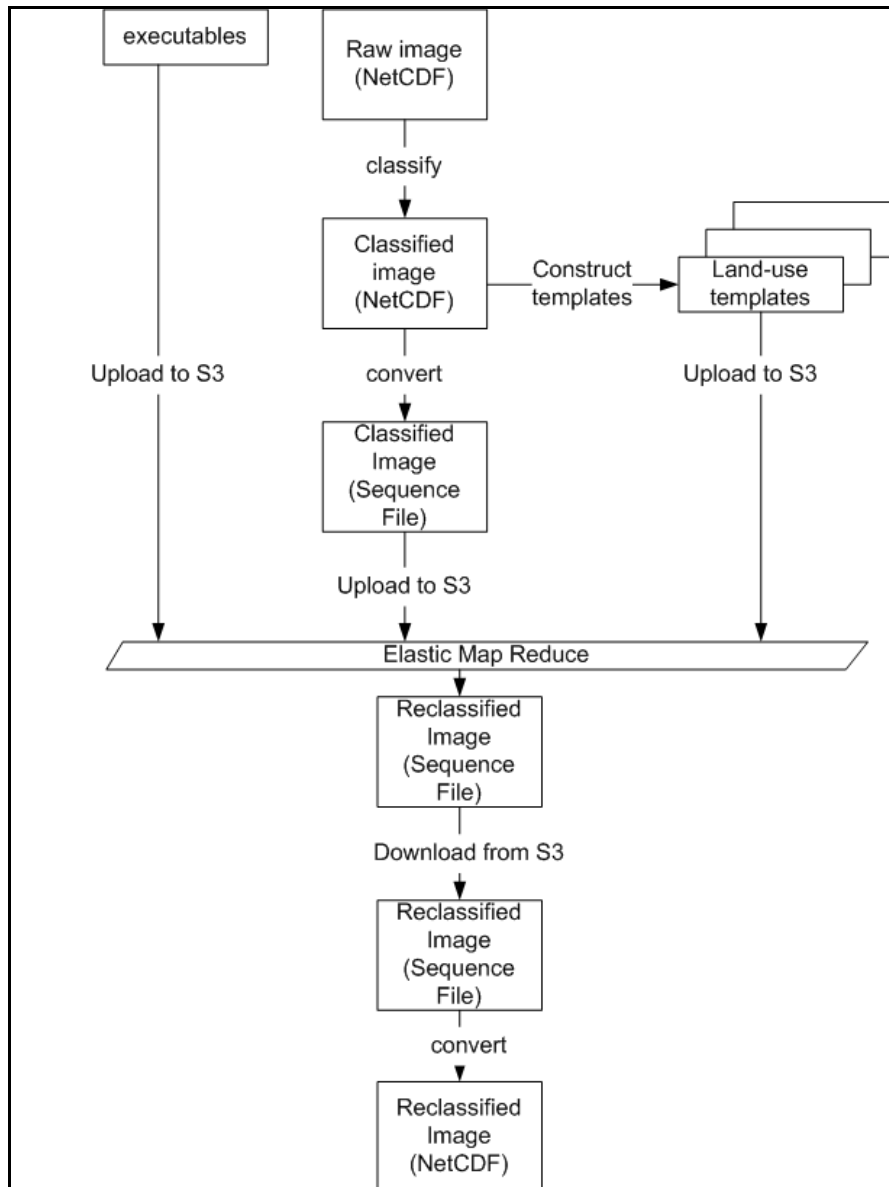 executables
Raw image
(NetCDF)
classify
Classified
image
(NetCDF)
Construct
templates
Land-use
templates
Upload to S3
convert
Upload to S3
Classified
Image
(Sequence
File)
Upload to S3
Elastic Map Reduce
Reclassified
Image
(Sequence
File)
Download from S3
Reclassified
Image
(Sequence
File)
convert
Reclassified
Image
(NetCDF)